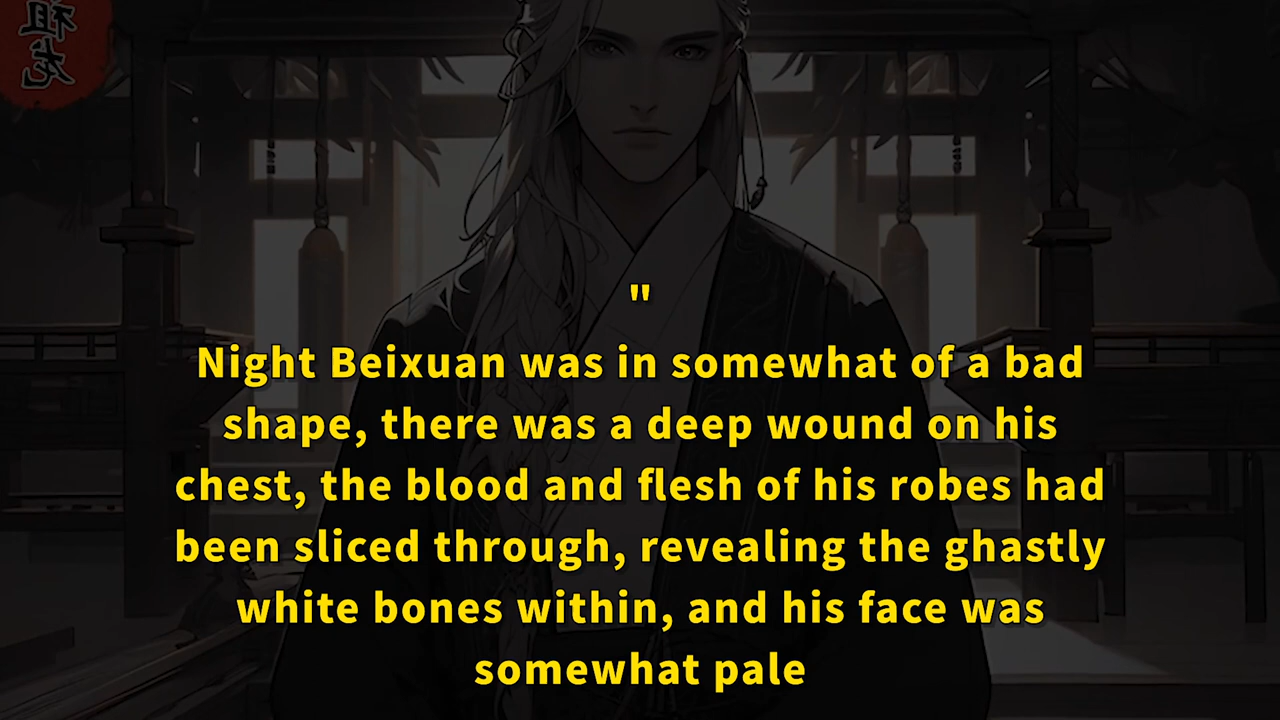 祖龙
"
Night Beixuan was in somewhat of a bad
shape, there was a deep wound on his
chest, the blood and flesh of his robes had
been sliced through, revealing the ghastly
white bones within, and his face was
somewhat pale